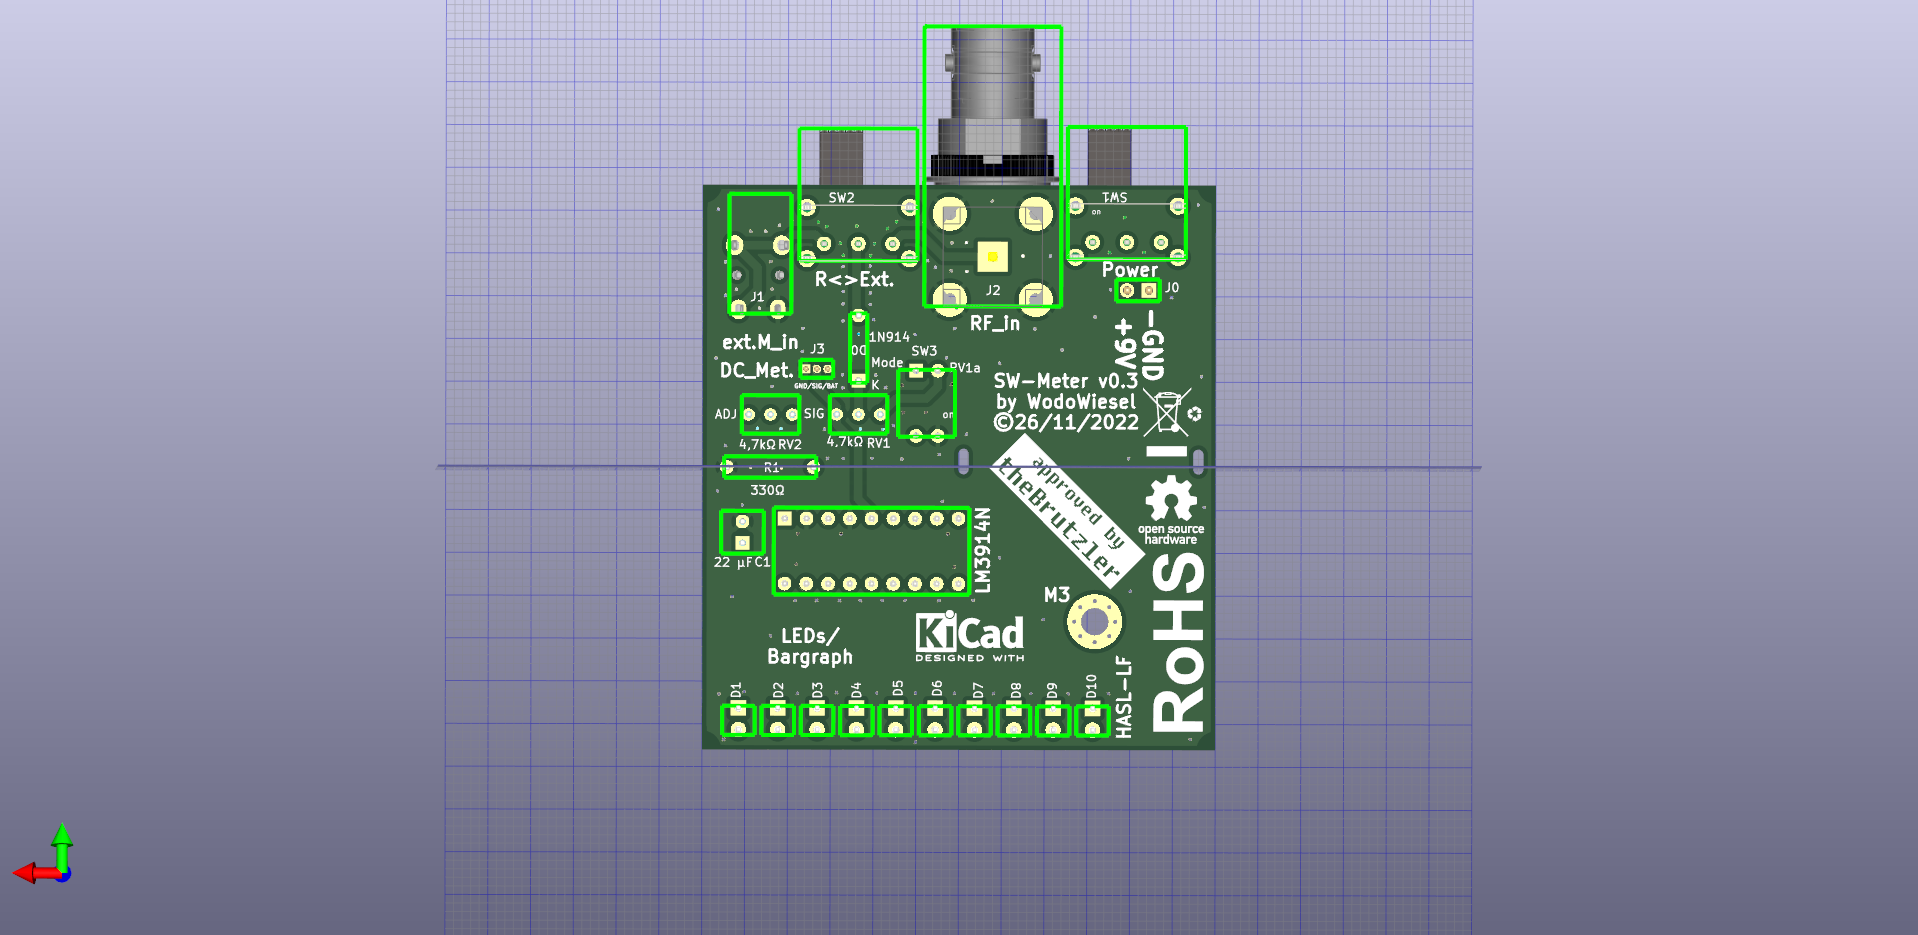 SW2
SW1
on
R<>Ext.
Power
J1
J2
J0
RF_in
ext.M_in
1N914
+9V
-GND
J3
D0
SW3
DC_Met.
Mode
RV1a
GND/SIG/BAT
K
SW-Meter v0.3
by WodoWiesel
©26/11/2022
ADJ
SIG
on
4,7kΩ RV2
4,7kΩ RV1
R1
330Ω
approved by
theBrutzler
open source
hardware
22 µF C1
LM3914N
M3
RoHS
KiCad
DESIGNED WITH
LEDs/
Bargraph
HASL-LF
D1 D2 D3 D4 D5 D6 D7 D8 D9 D10